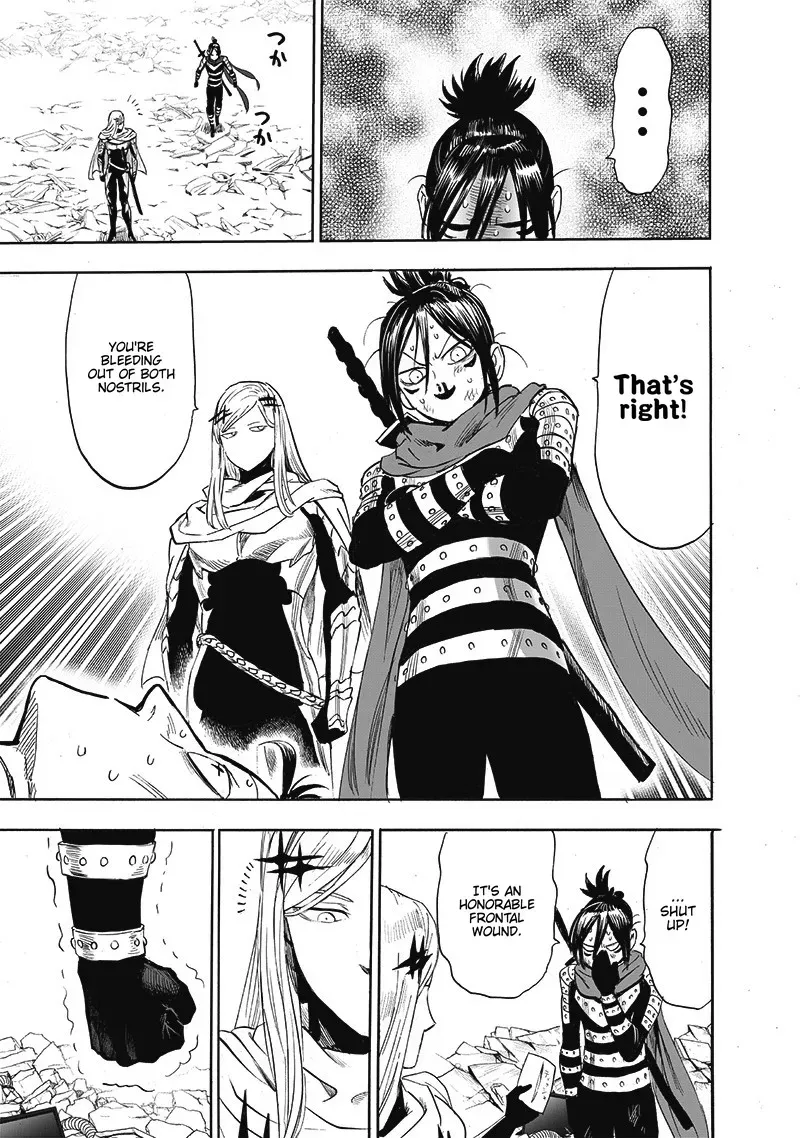 ...
つか
つか
That's
right!
YOU'RE
BLEEDING
OUT OF BOTH
NOSTRILS.
...
SHUT
UP!
IT'S AN
HONORABLE
FRONTAL
WOUND.